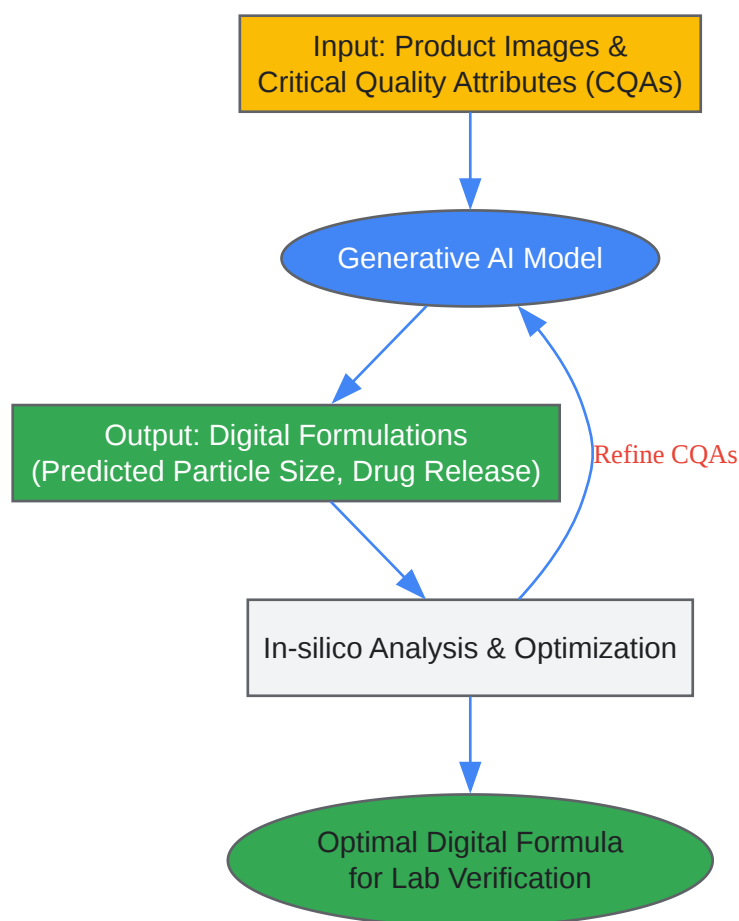 Input: Product Images &
Critical Quality Attributes (CQAs)
Generative AI Model
Output: Digital Formulations
(Predicted Particle Size, Drug Release)
Refine CQAs
In-silico Analysis & Optimization
Optimal Digital Formula
for Lab Verification